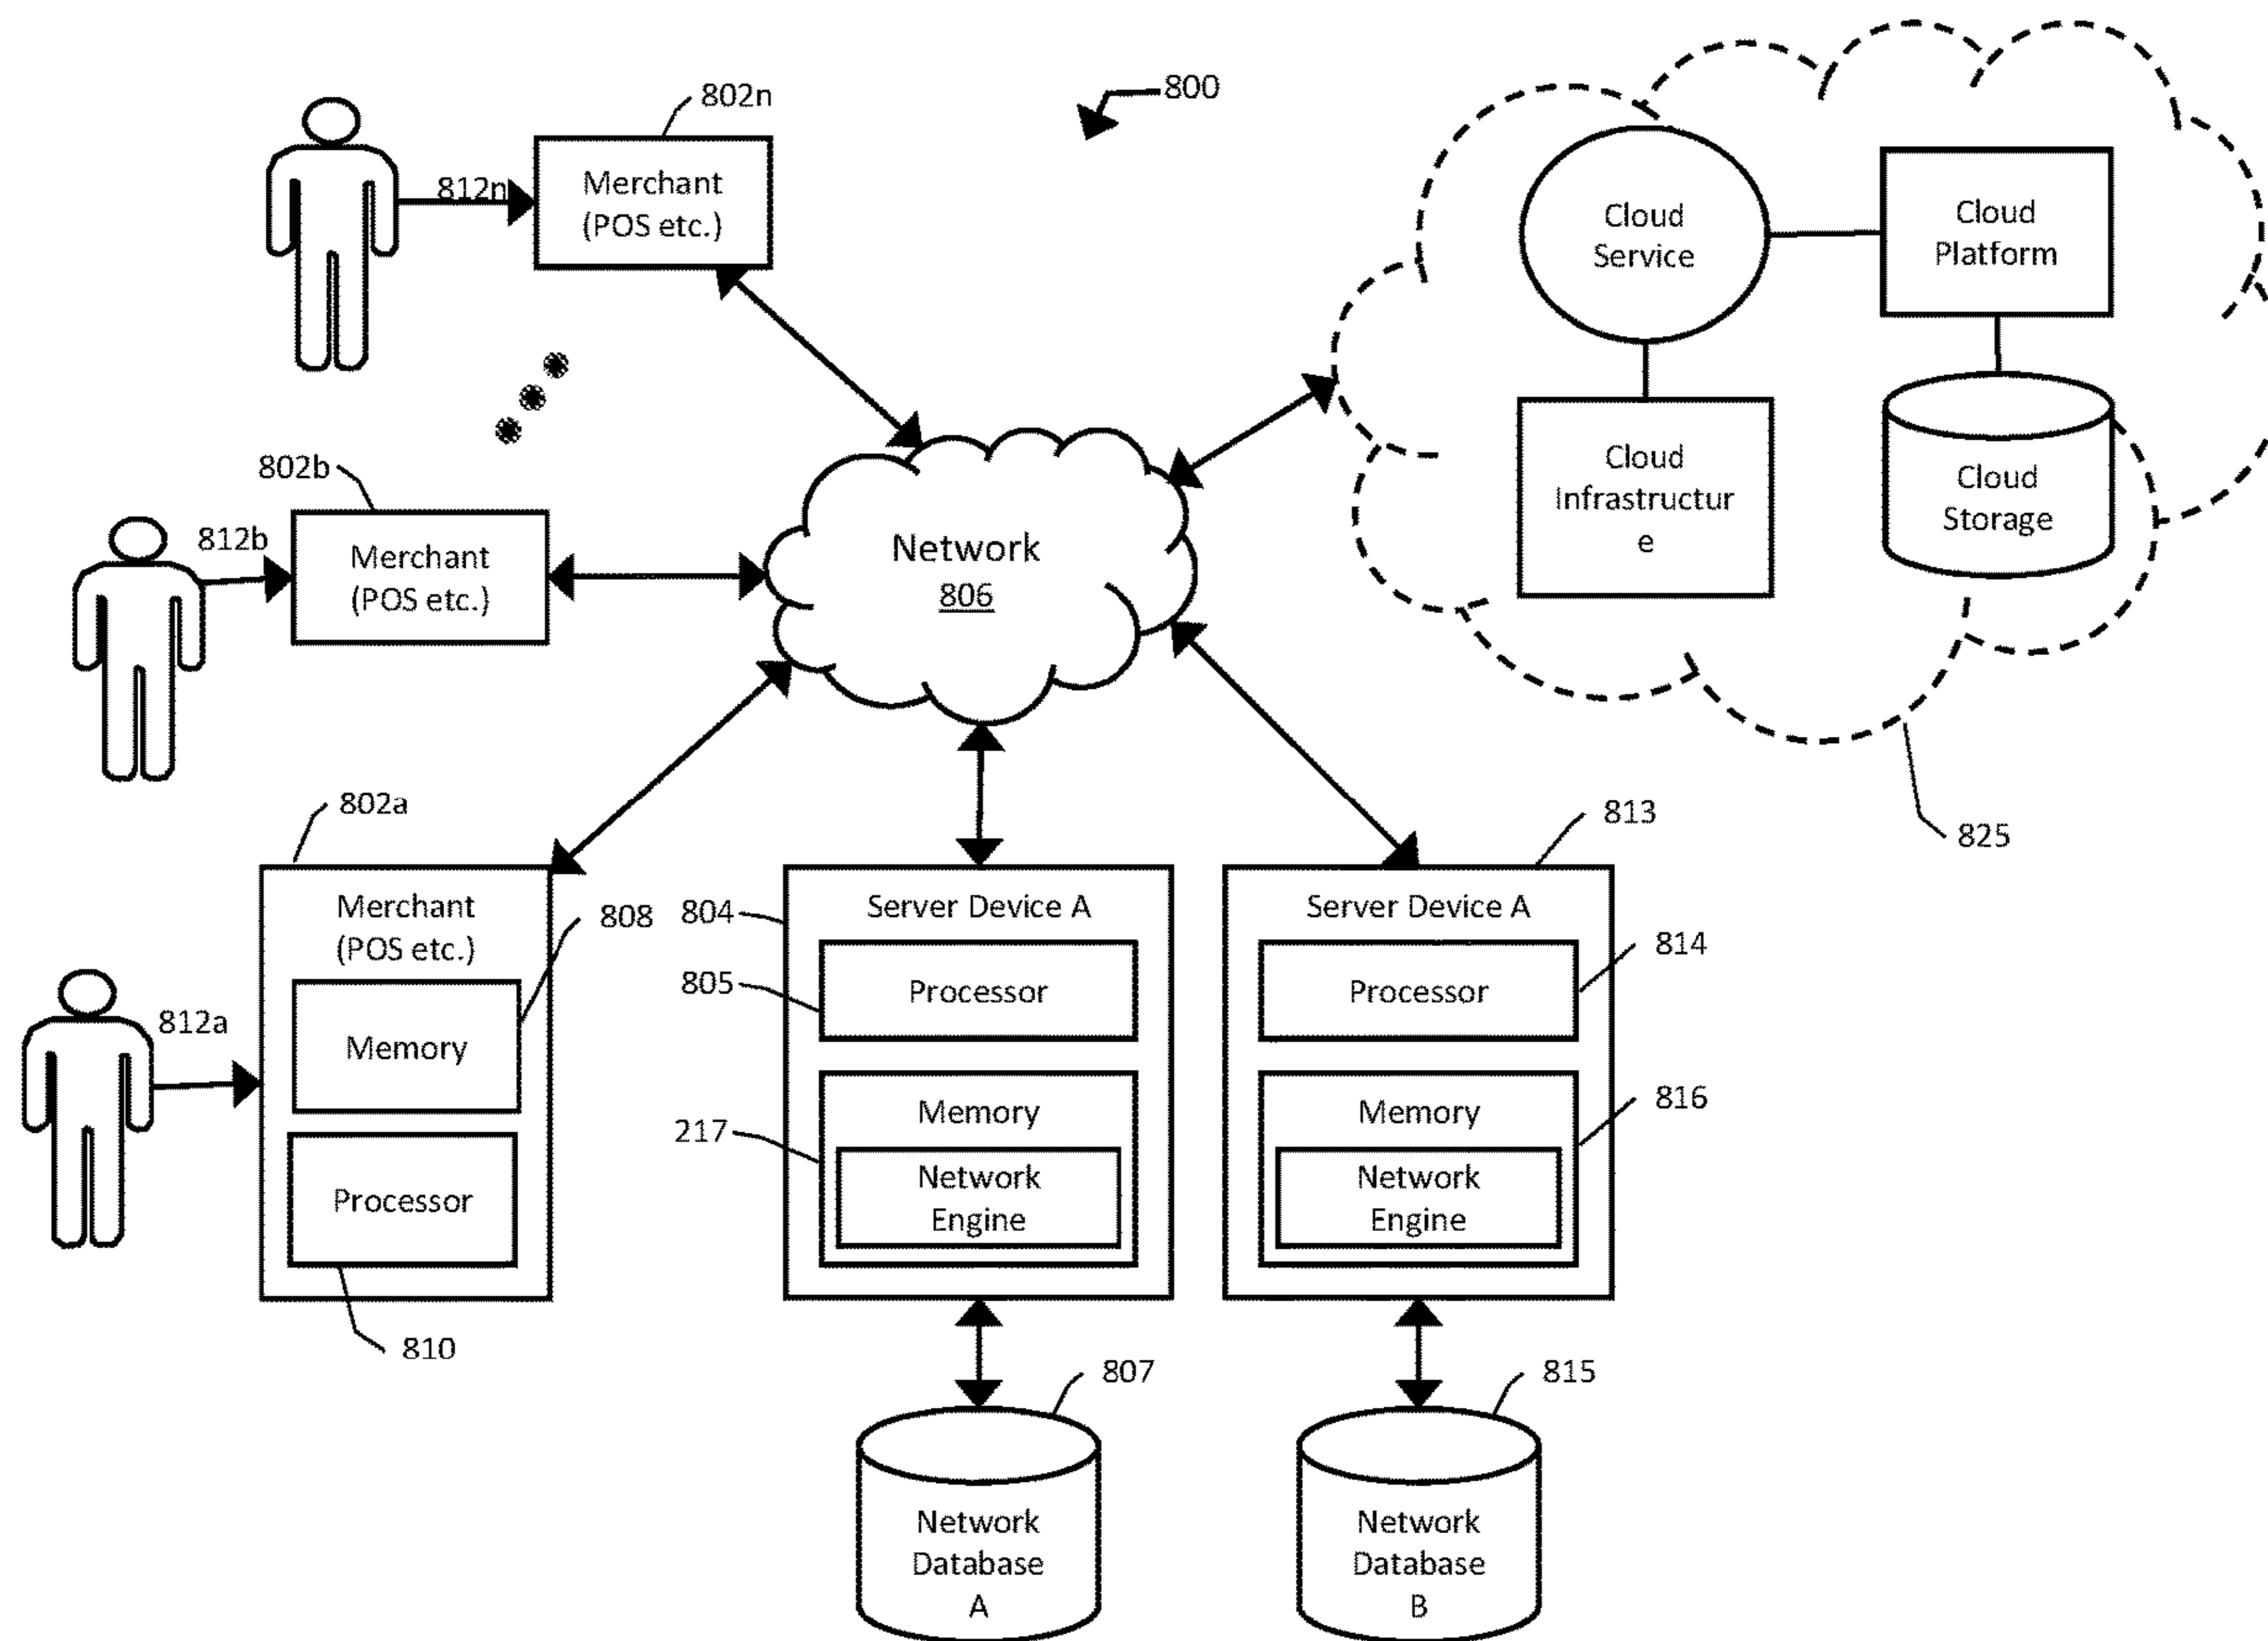 802n
800
812n
Merchant
(POS etc.)
Cloud
Service
Cloud
Platform
802b
812b
Merchant
(POS etc.)
Network
806
Cloud
Infrastructur
e
Cloud
Storage
802a
813
825
812a
Merchant
(POS etc.)
808
Memory
Processor
810
804
Server Device A
805
Processor
217
Memory
Network
Engine
Server Device A
814
Processor
816
Memory
Network
Engine
807
Network
Database
A
815
Network
Database
B